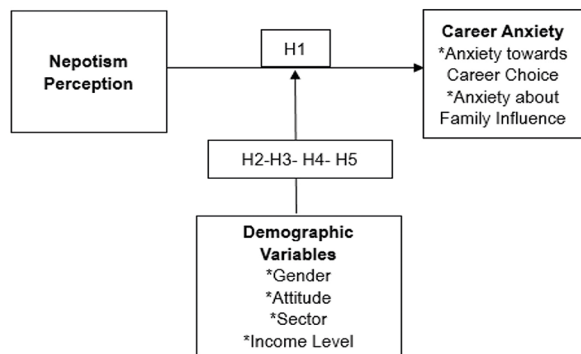 Nepotism
Perception
H1
Career Anxiety
*Anxiety towards
Career Choice
*Anxiety about
Family Influence
H2-H3- H4- H5
Demographic
Variables
*Gender
*Attitude
*Sector
*Income Level